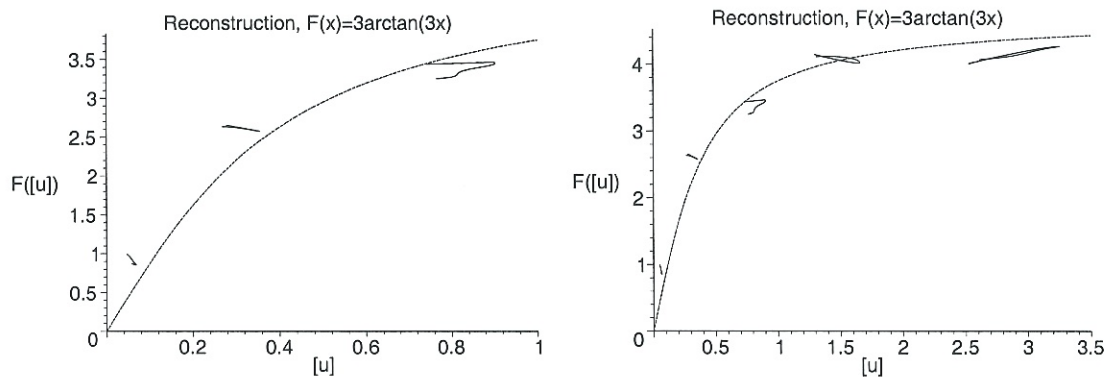 Reconstruction, F(x)=3arctan(3x)
3.5
3
2.5
F([u]) 2
1.5
1
0.5
0
0.2 0.4 0.6 0.8 1
[u]
Reconstruction, F(x)=3arctan(3x)
4
3
F([u]) 2
1
0
0.5 1 1.5 2 2.5 3 3.5
[u]